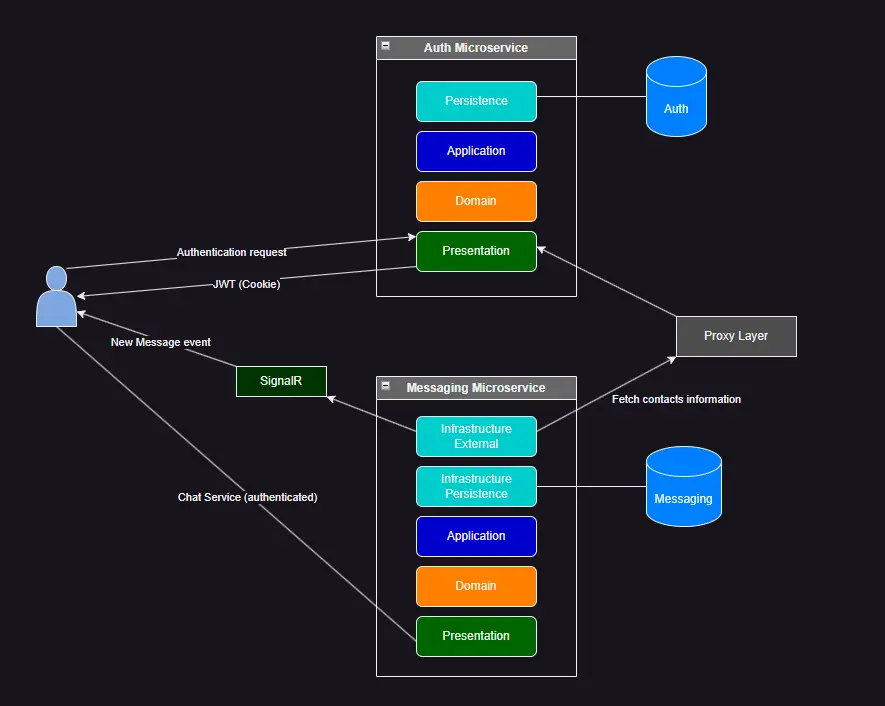 Auth Microservice
Persistence
Auth
Application
Domain
Authentication request
Presentation
JWT (Cookie)
New Message event
Proxy Layer
SignalR
Messaging Microservice
Fetch contacts information
Infrastructure
External
Infrastructure
Persistence
Messaging
Chat Service (authenticated)
Application
Domain
Presentation